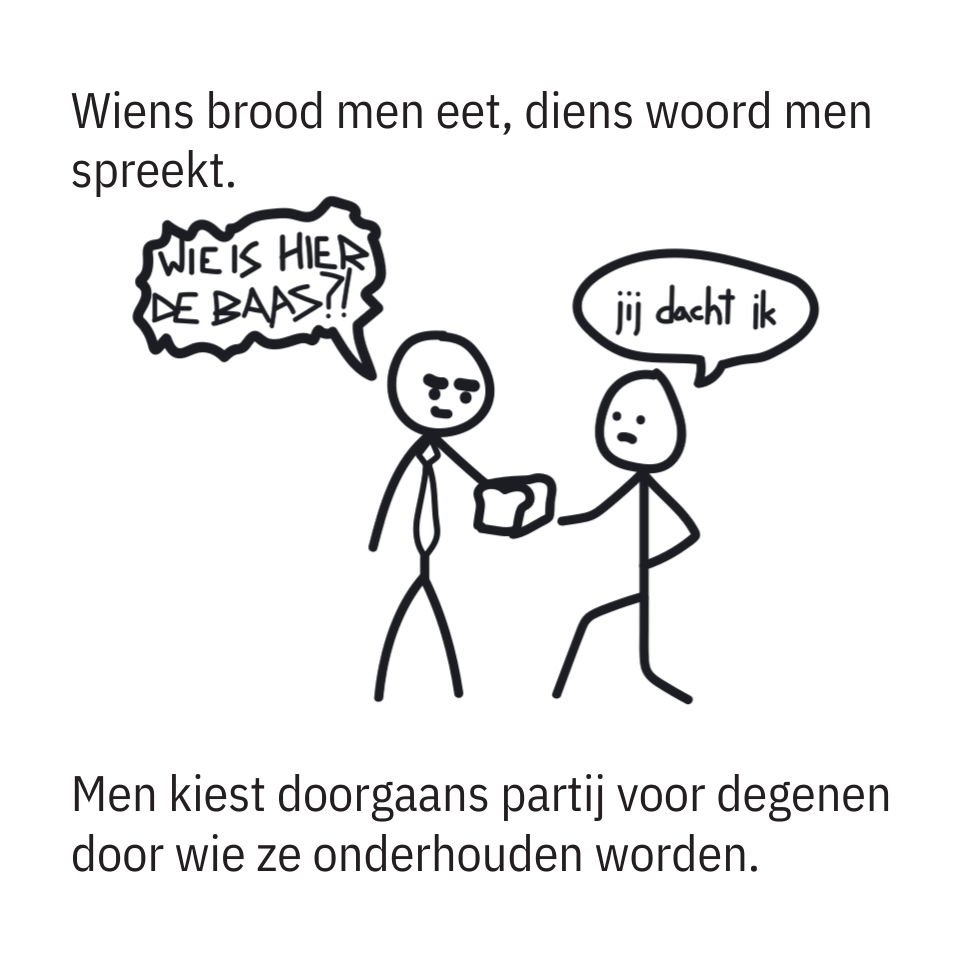 Wiens brood men eet, diens woord men
spreekt.
WIE IS HIER
DE BAAS?!
jij dacht ik
Men kiest doorgaans partij voor degenen
door wie ze onderhouden worden.